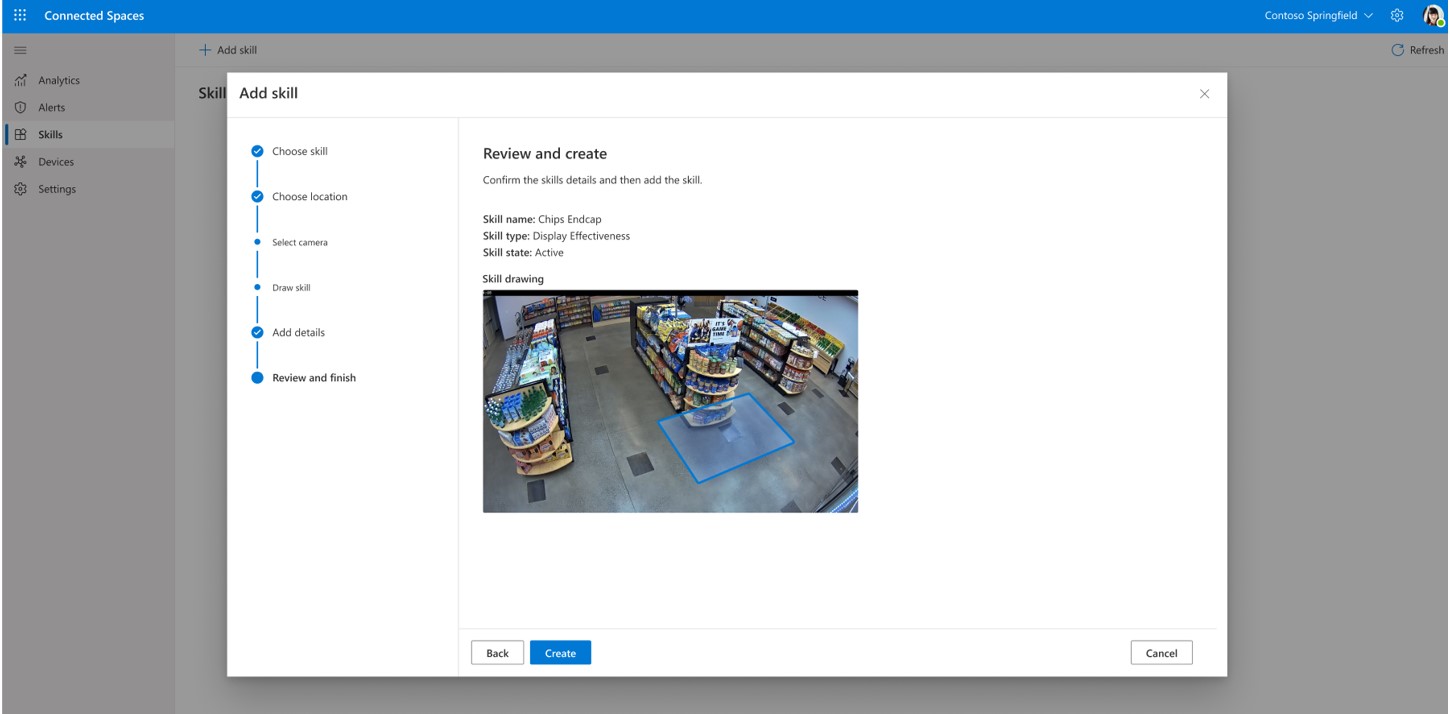 Connected Spaces
Contoso Springfield
Add skill
Refresh
Analytics
Alerts
Skills
Devices
Settings
Skill
Add skill
Choose skill
Choose location
Select camera
Draw skill
Add details
Review and finish
Review and create
Confirm the skills details and then add the skill.
Skill name: Chips Endcap
Skill type: Display Effectiveness
Skill state: Active
Skill drawing
IT'S
GAME
TIME
Back
Create
Cancel